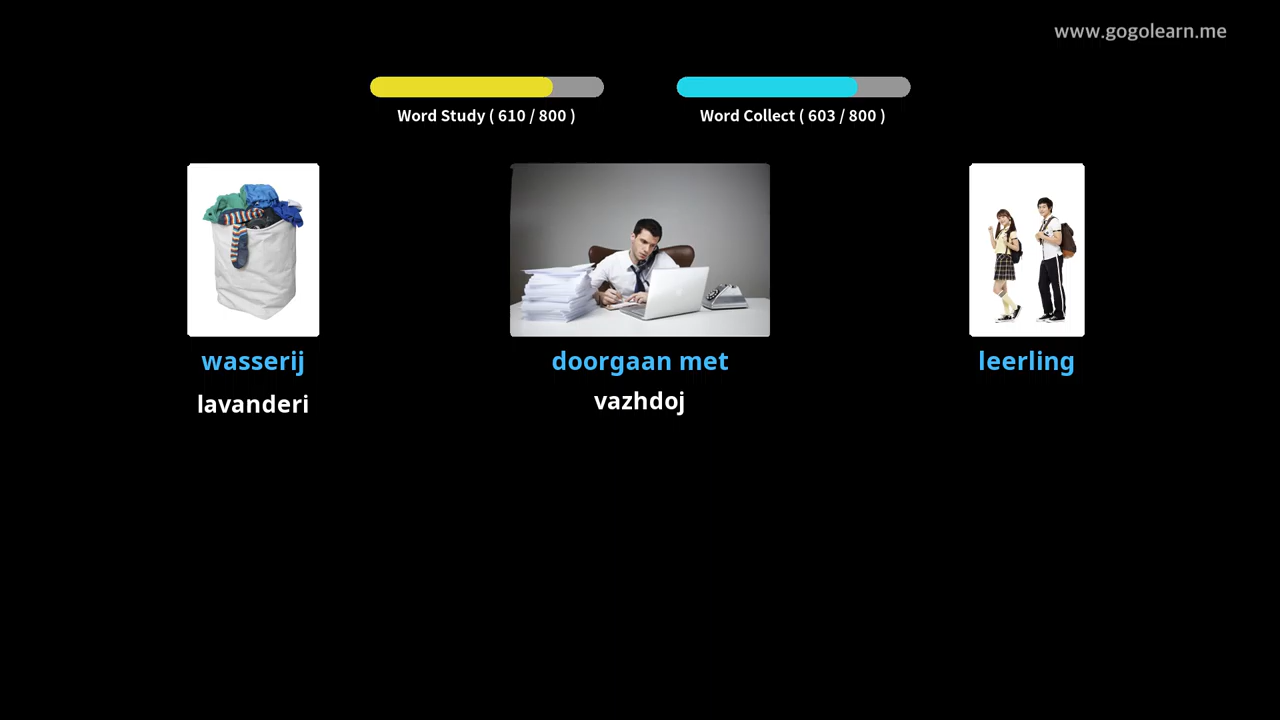 www.gogolearn.me
Word Study ( 610 / 800 )
Word Collect ( 603 / 800 )
wasserij
doorgaan met
leerling
lavanderi
vazhdoj